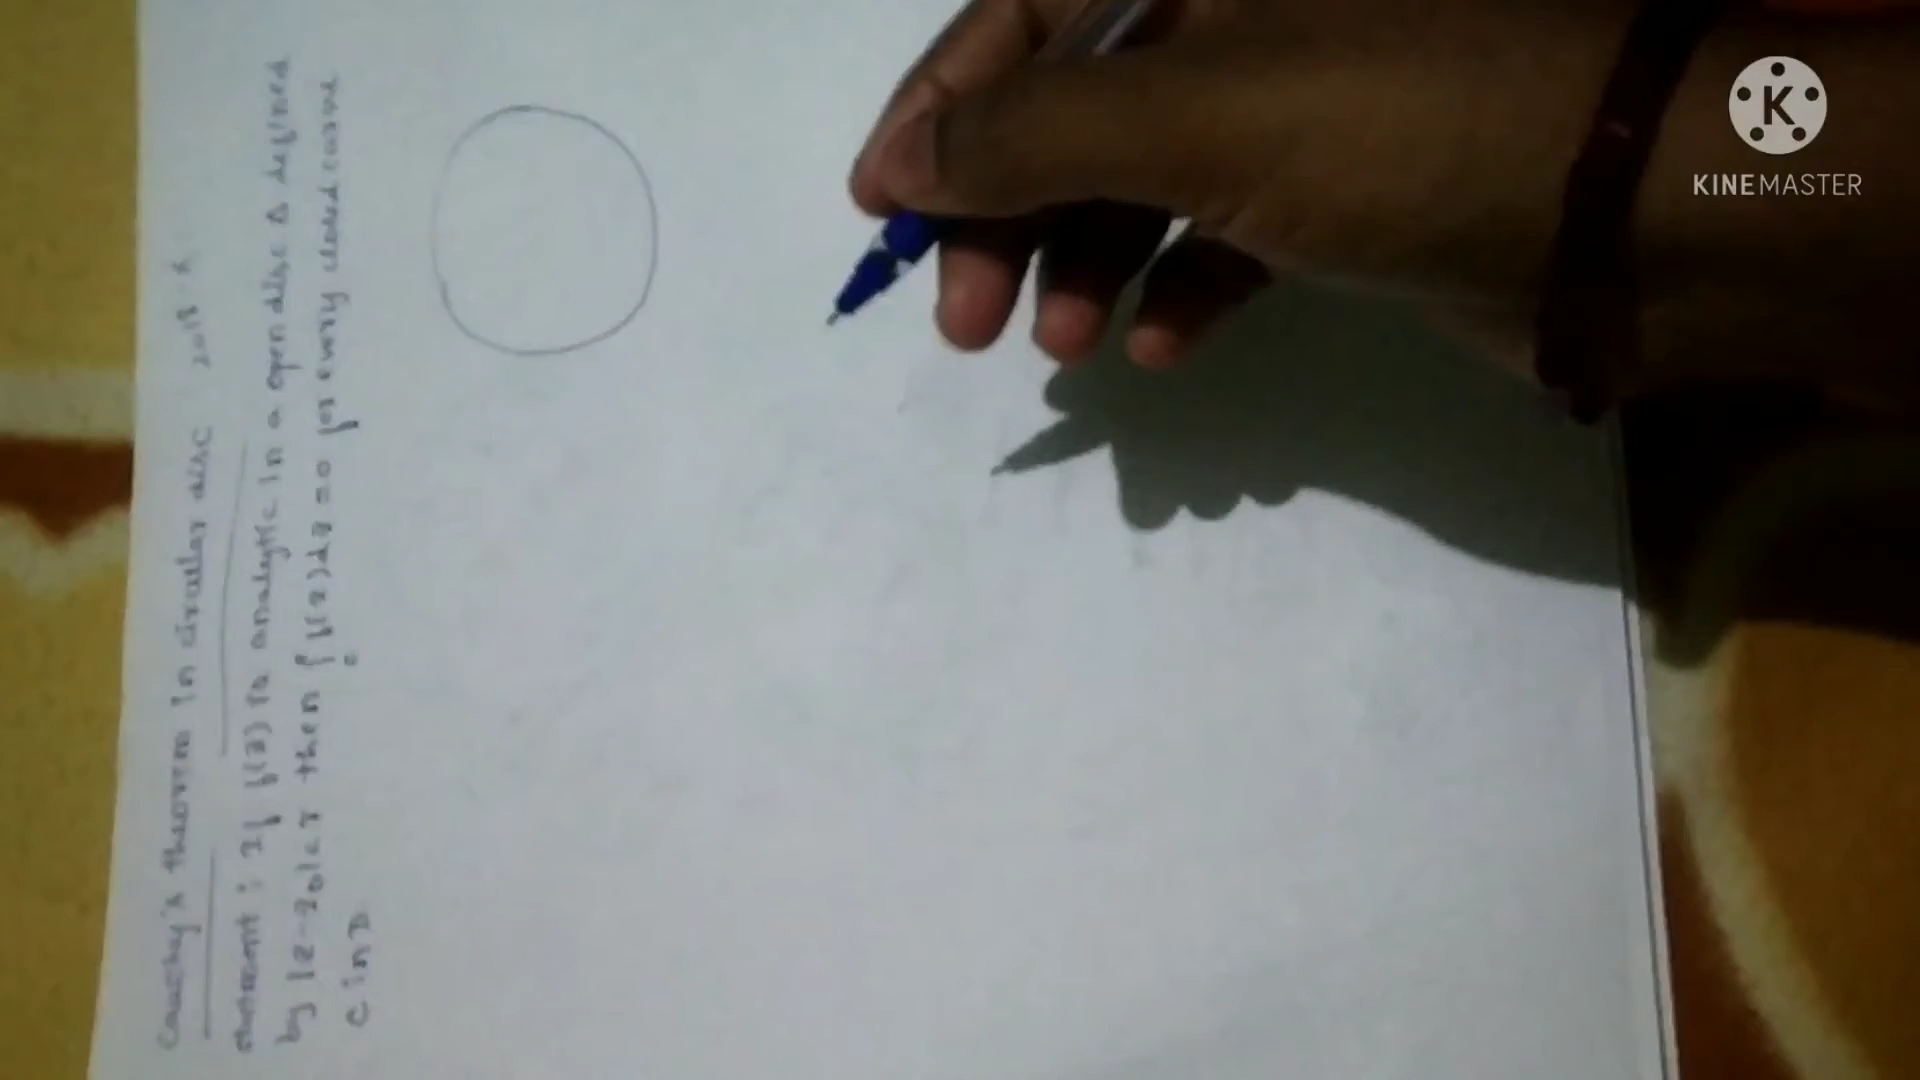 Cauchy's theorem in circular disc 2018
Statement : If f(z) is analytic in a open disc Δ defined
by |z-z₀|<r then ∫ f(z)dz=0 for every closed curve
c
C in D
K
KINEMASTER